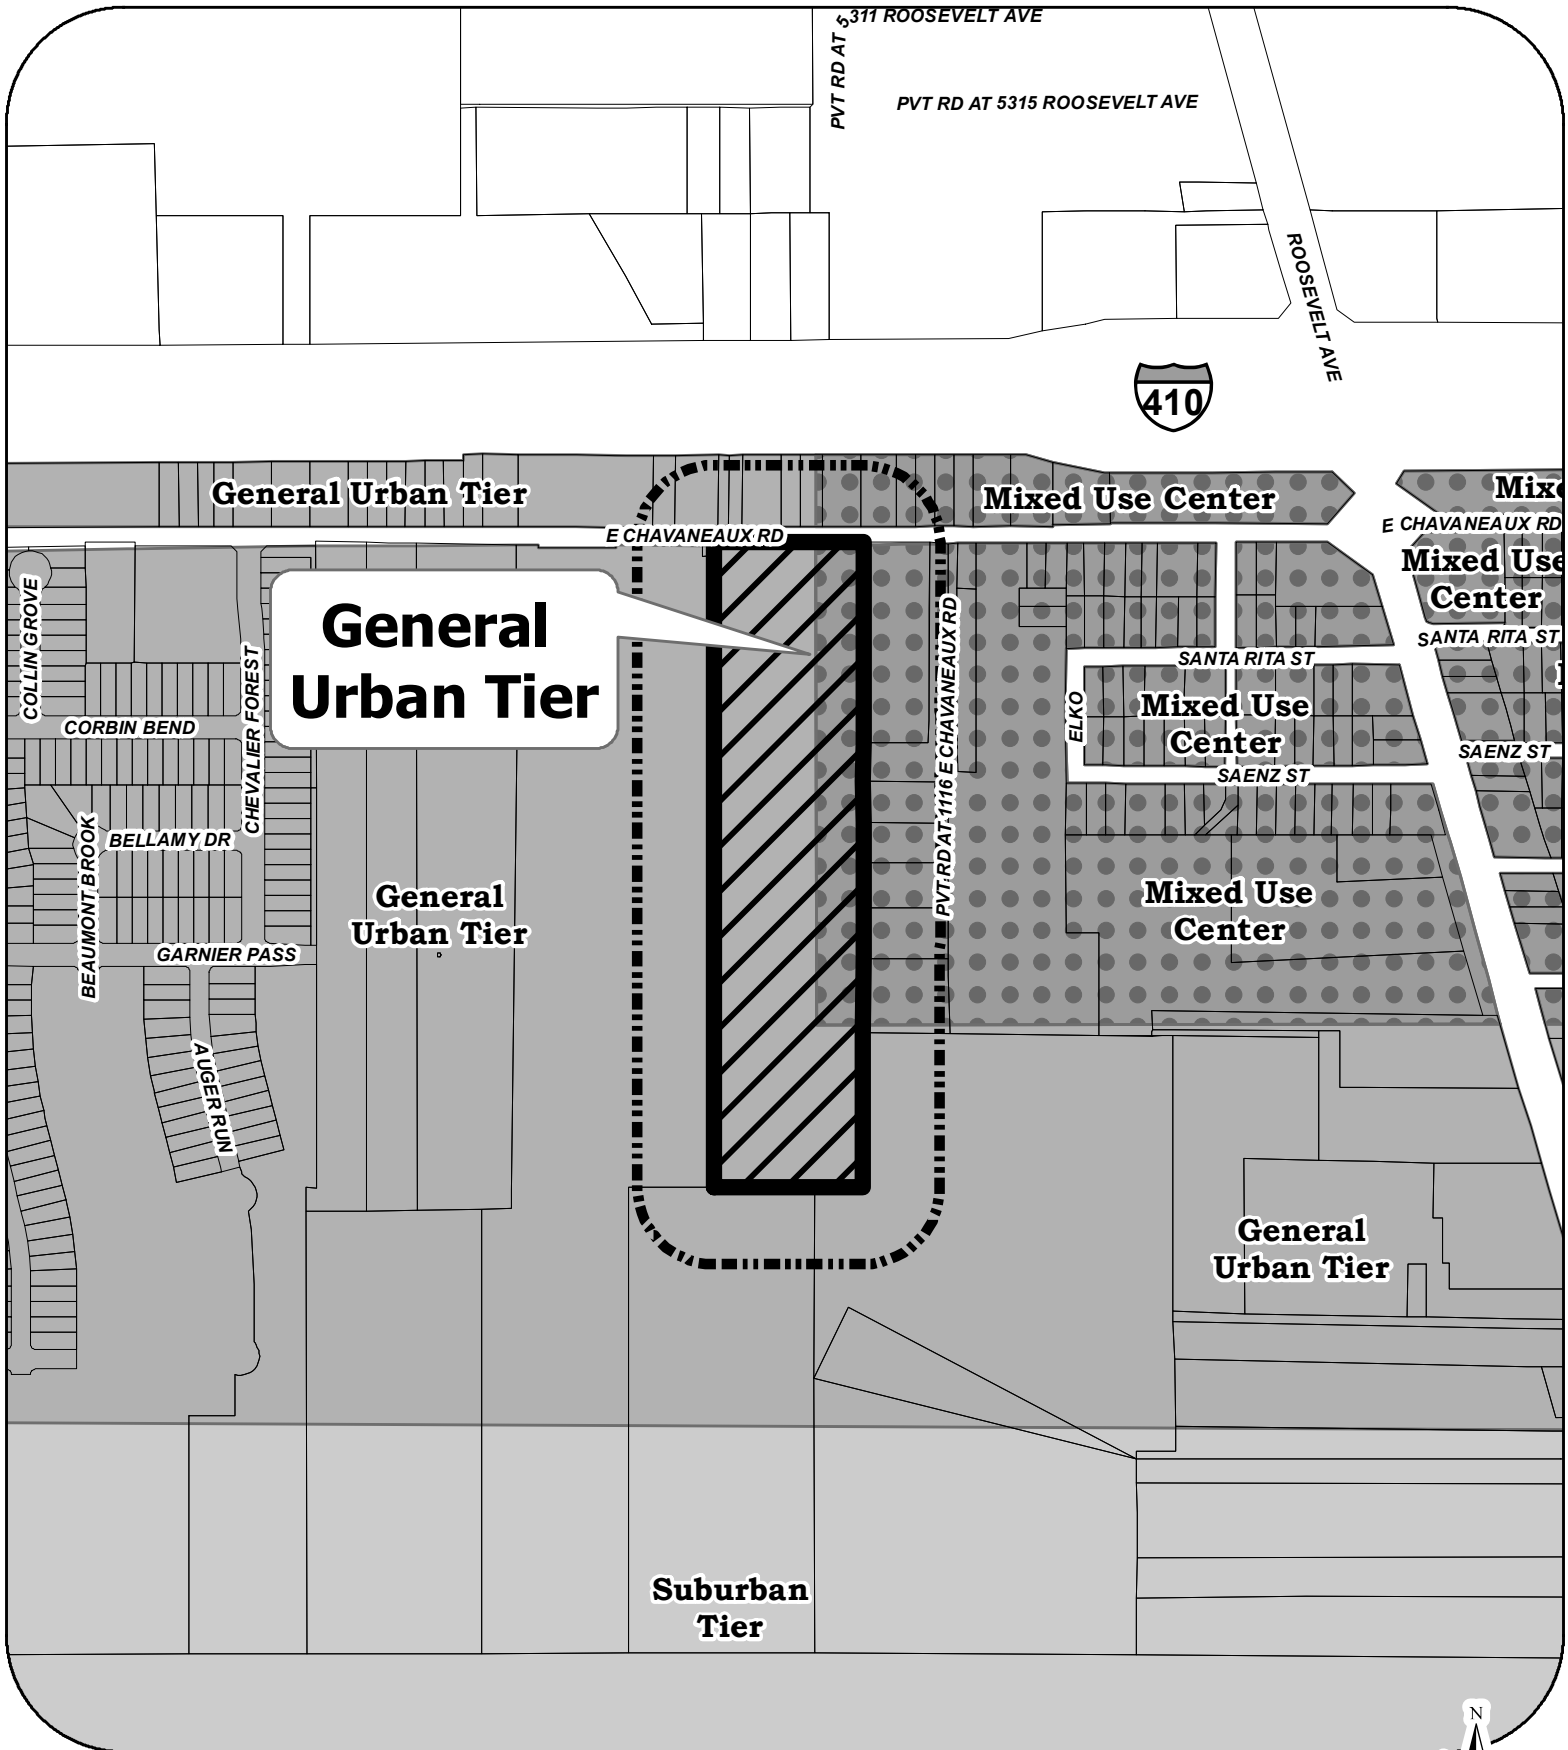 5311 ROOSEVELT AVE
PVT RD AT
PVT RD AT 5315 ROOSEVELT AVE
ROOSEVELT AVE
410
General Urban Tier
Mixed Use Center
Mixe
E CHAVANEAUX RD
E CHAVANEAUX RD
Mixed Use
Center
COLLIN GROVE
General
Urban Tier
PVT RD AT 1116 E CHAVANEAUX RD
SANTA RITA ST
SANTA RITA ST
CHEVALIER FOREST
ELKO
Mixed Use
Center
CORBIN BEND
SAENZ ST
SAENZ ST
BELLAMY DR
BEAUMONT BROOK
General
Urban Tier
Mixed Use
Center
GARNIER PASS
AUGER RUN
General
Urban Tier
Suburban
Tier
N